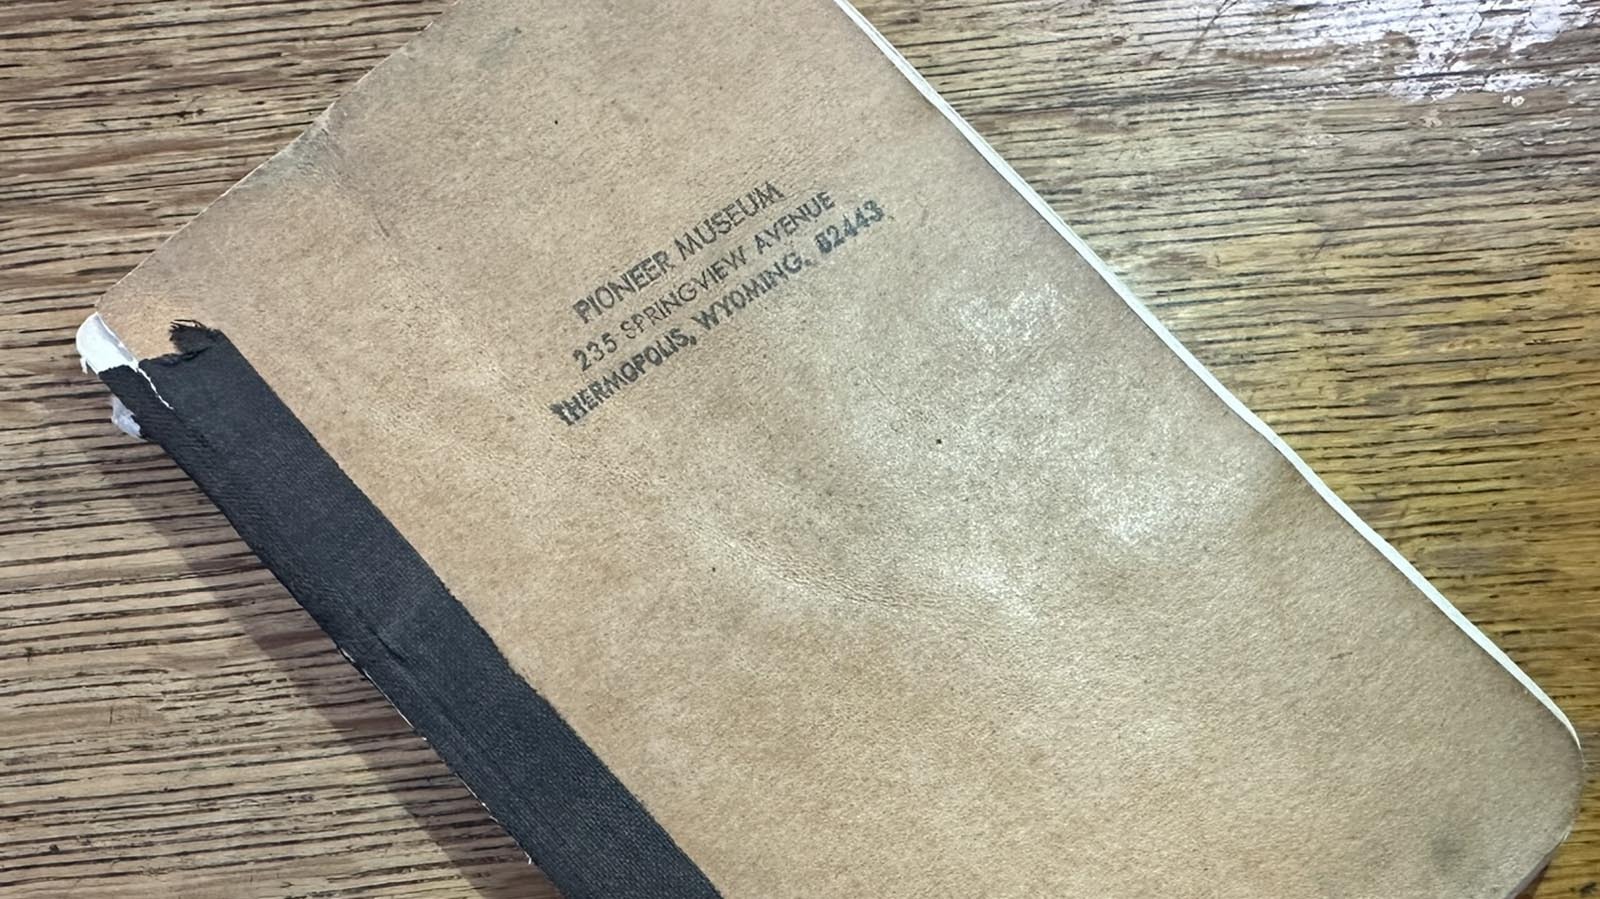 PIONEER MUSEUM
235 SPRINGVIEW AVENUE
THERMOPOLIS, WYOMING, 82443